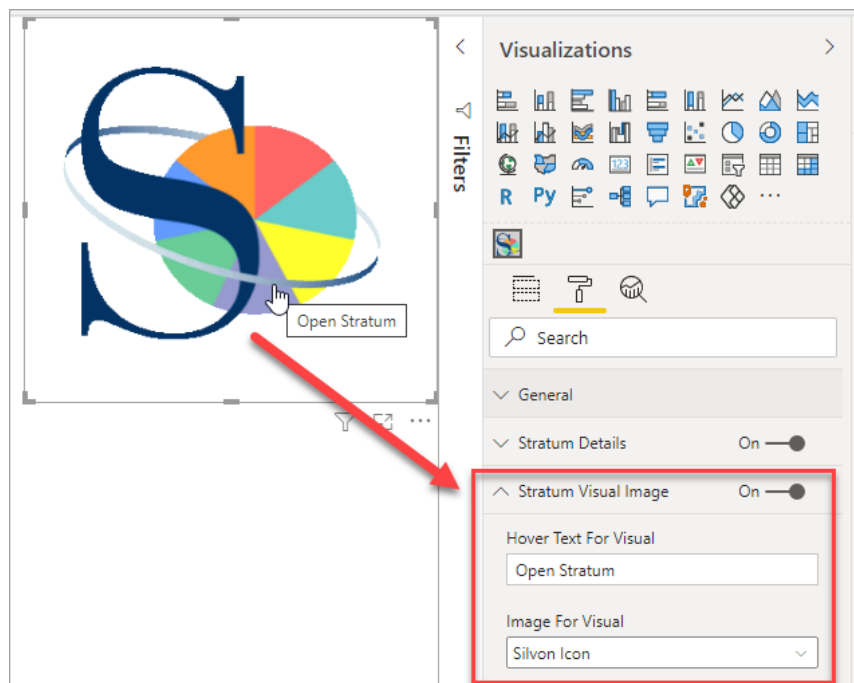 Open Stratum
Filters
Visualizations
123
R
Py
Search
General
Stratum Details
On
Stratum Visual Image
On
Hover Text For Visual
Open Stratum
Image For Visual
Silvon Icon